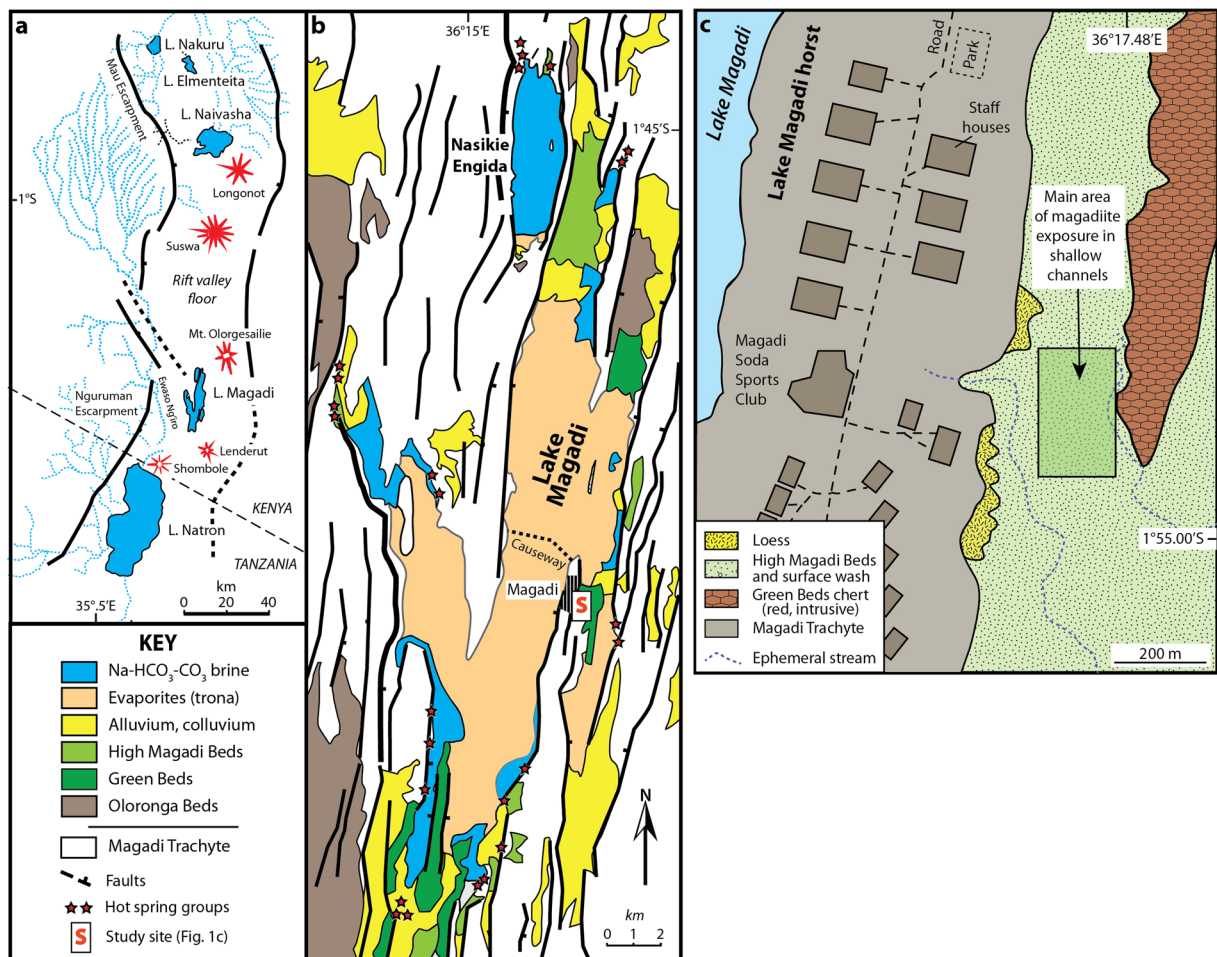 a
L. Nakuru
L. Elmenteita
Mau Escarpment
L. Naivasha
Longonot
1°S
Suswa
Rift valley
floor
Mt. Olorgesailie
Nguruman
Escarpment
Ewaso Ng'iro
L. Magadi
Lenderut
Shombole
KENYA
L. Natron
TANZANIA
km
35°.5'E
0 20 40
KEY
Na-HCO₃-CO₃ brine
Evaporites (trona)
Alluvium, colluvium
High Magadi Beds
Green Beds
Oloronga Beds
Magadi Trachyte
Faults
Hot spring groups
S
Study site (Fig. 1c)
b
36°15'E
1°45'S
Nasikie
Engida
Lake
Magadi
Causeway
Magadi
S
N
km
0 1 2
c
36°17.48'E
Lake Magadi
Lake Magadi horst
Road
Park
Staff
houses
Main area
of magadiite
exposure in
shallow
channels
Magadi
Soda
Sports
Club
Loess
High Magadi Beds
and surface wash
Green Beds chert
(red, intrusive)
Magadi Trachyte
Ephemeral stream
1°55.00'S
200 m